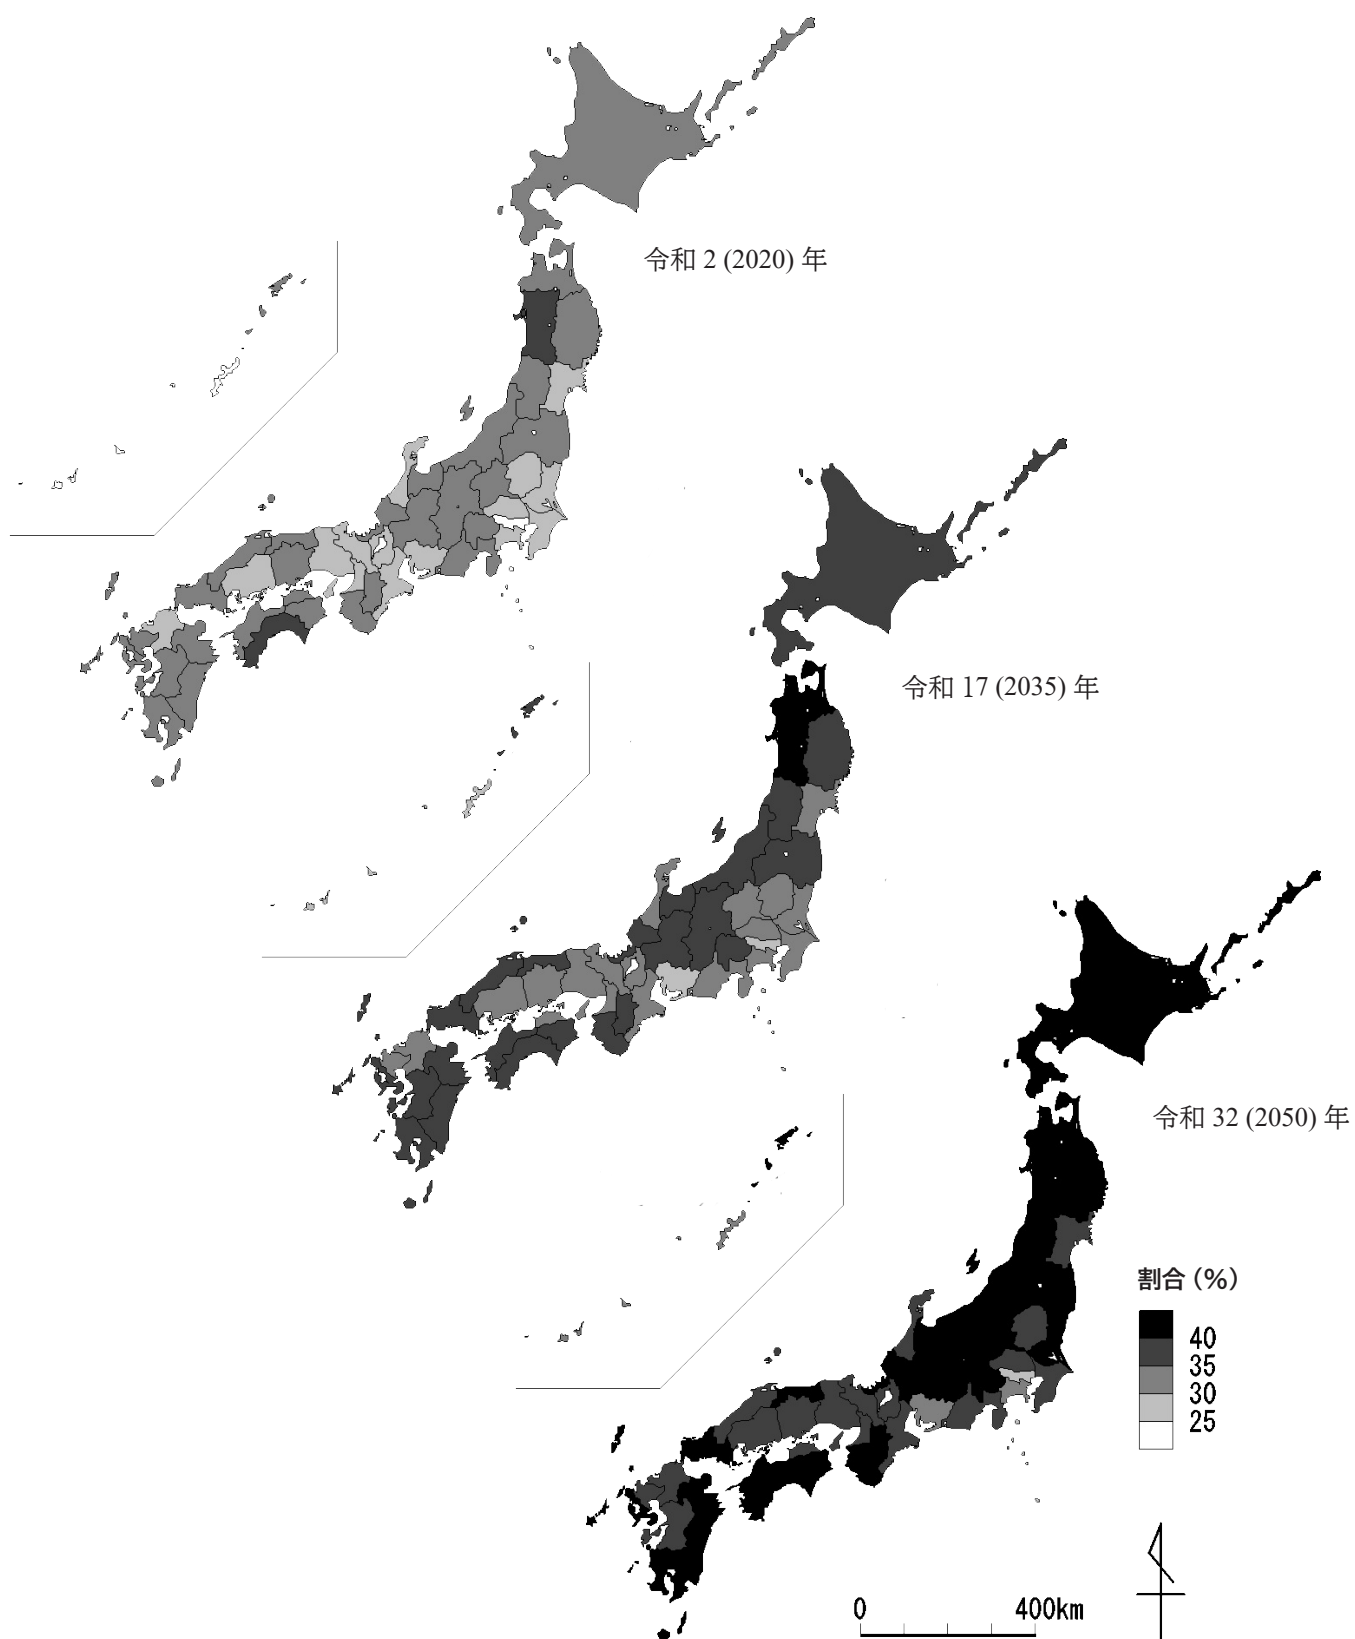 令和 2 (2020) 年
令和 17 (2035) 年
令和 32 (2050) 年
割合 (%)
40
35
30
25
0 400km